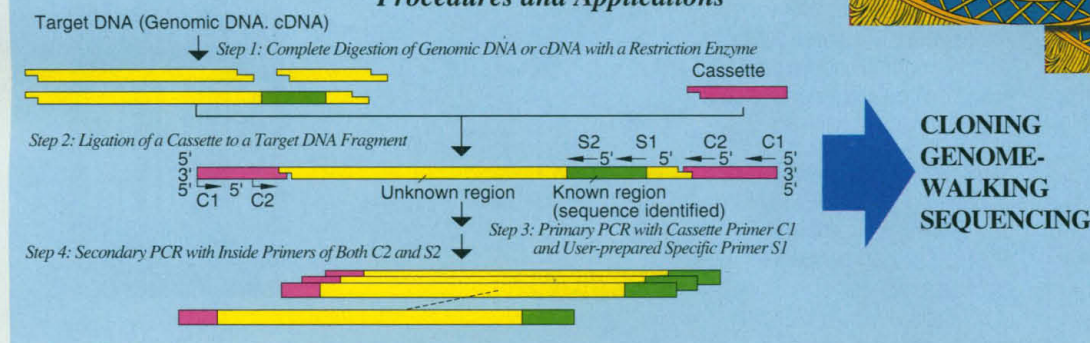 Procedures and Applications
Target DNA (Genomic DNA. cDNA)
Step 1: Complete Digestion of Genomic DNA or cDNA with a Restriction Enzyme
Cassette
Step 2: Ligation of a Cassette to a Target DNA Fragment
S2 S1 C2 C1
5' 5' 5' 5'
3' 3'
5' 5' 5'
C1 C2
Unknown region
Known region
(sequence identified)
Step 3: Primary PCR with Cassette Primer C1
and User-prepared Specific Primer S1
Step 4: Secondary PCR with Inside Primers of Both C2 and S2
CLONING
GENOME-
WALKING
SEQUENCING